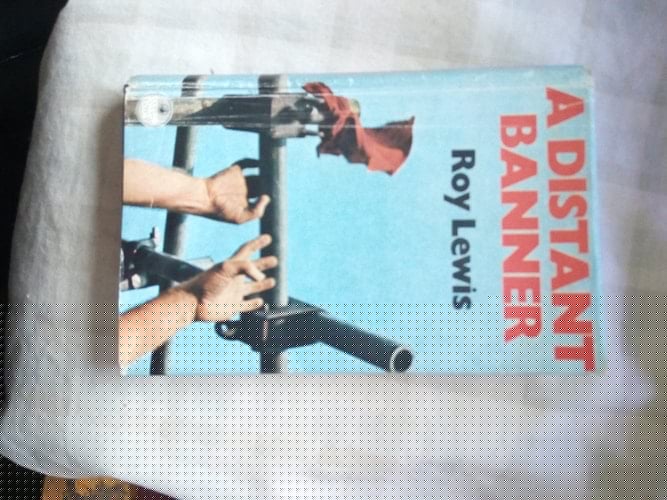 A DISTANT
BANNER
Roy Lewis